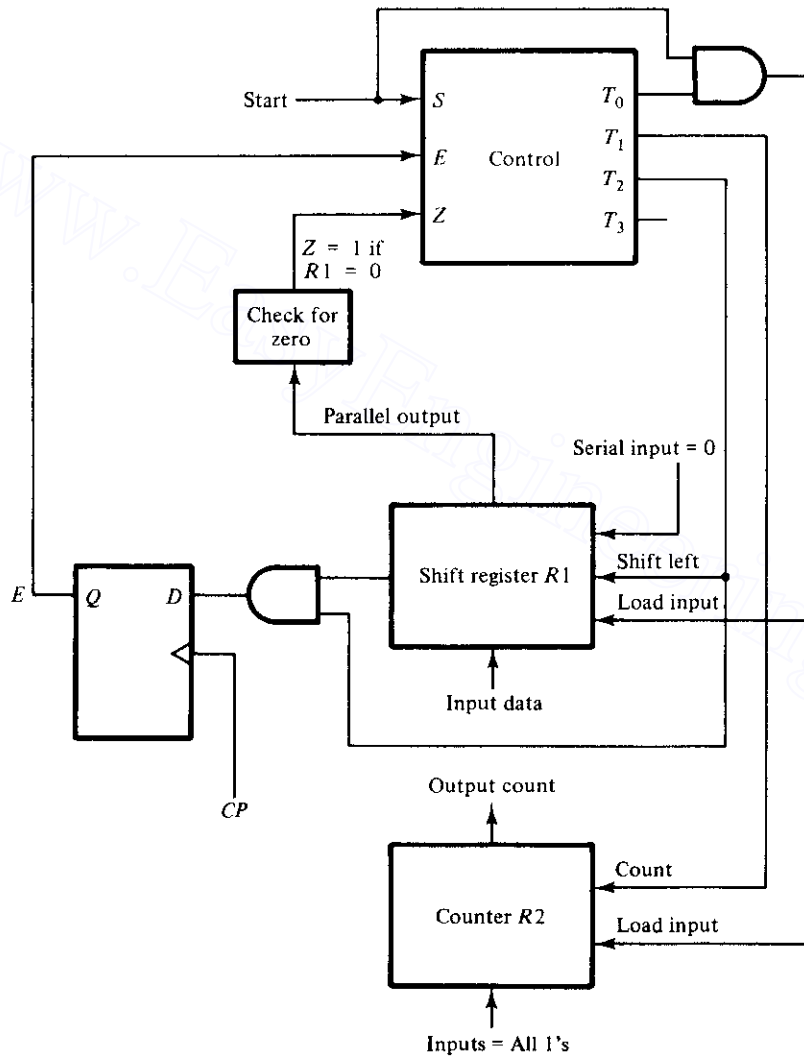 Start
S
T0
E
Control
T1
T2
Z
T3
Z = 1 if
R1 = 0
Check for
zero
Parallel output
Serial input = 0
E
Q
D
Shift register R1
Shift left
Load input
Input data
CP
Output count
Count
Counter R2
Load input
Inputs = All 1's